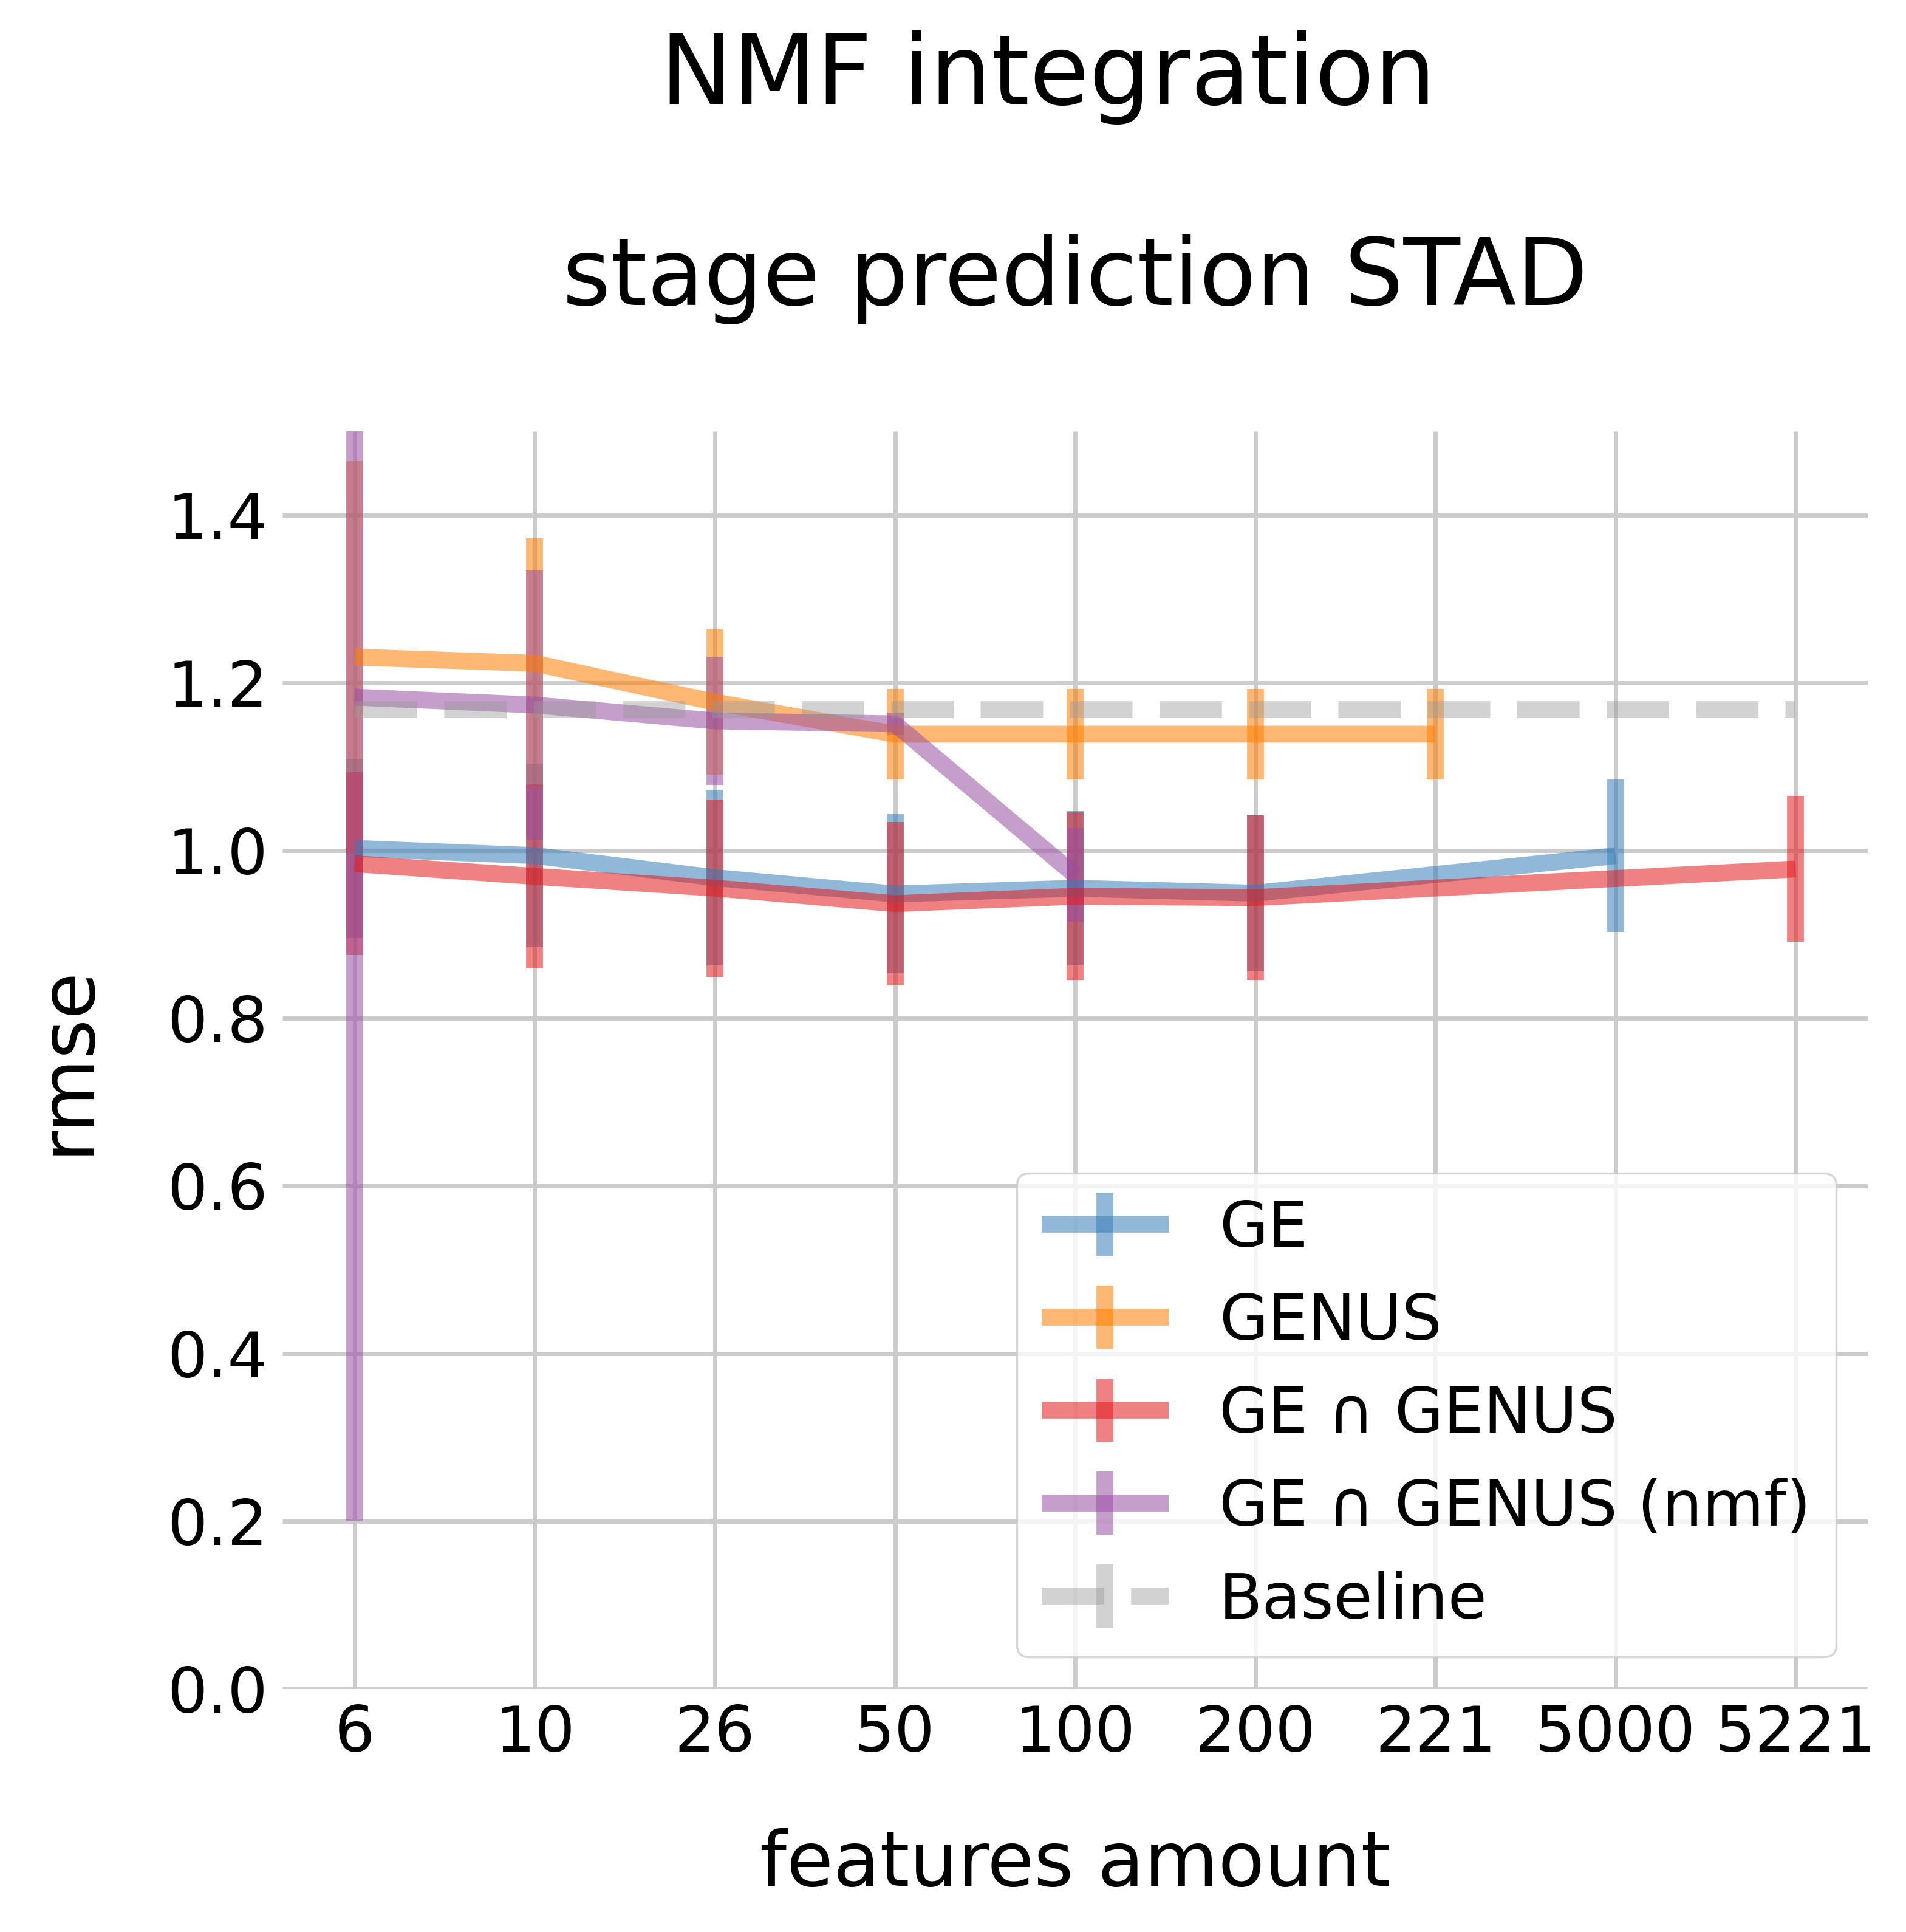 NMF integration
stage prediction STAD
1.4
1.2
1.0
0.8
0.6
0.4
0.2
0.0
rmse
GE
GENUS
GE ∩ GENUS
GE ∩ GENUS (nmf)
Baseline
6 10 26 50 100 200 221 5000 5221
features amount